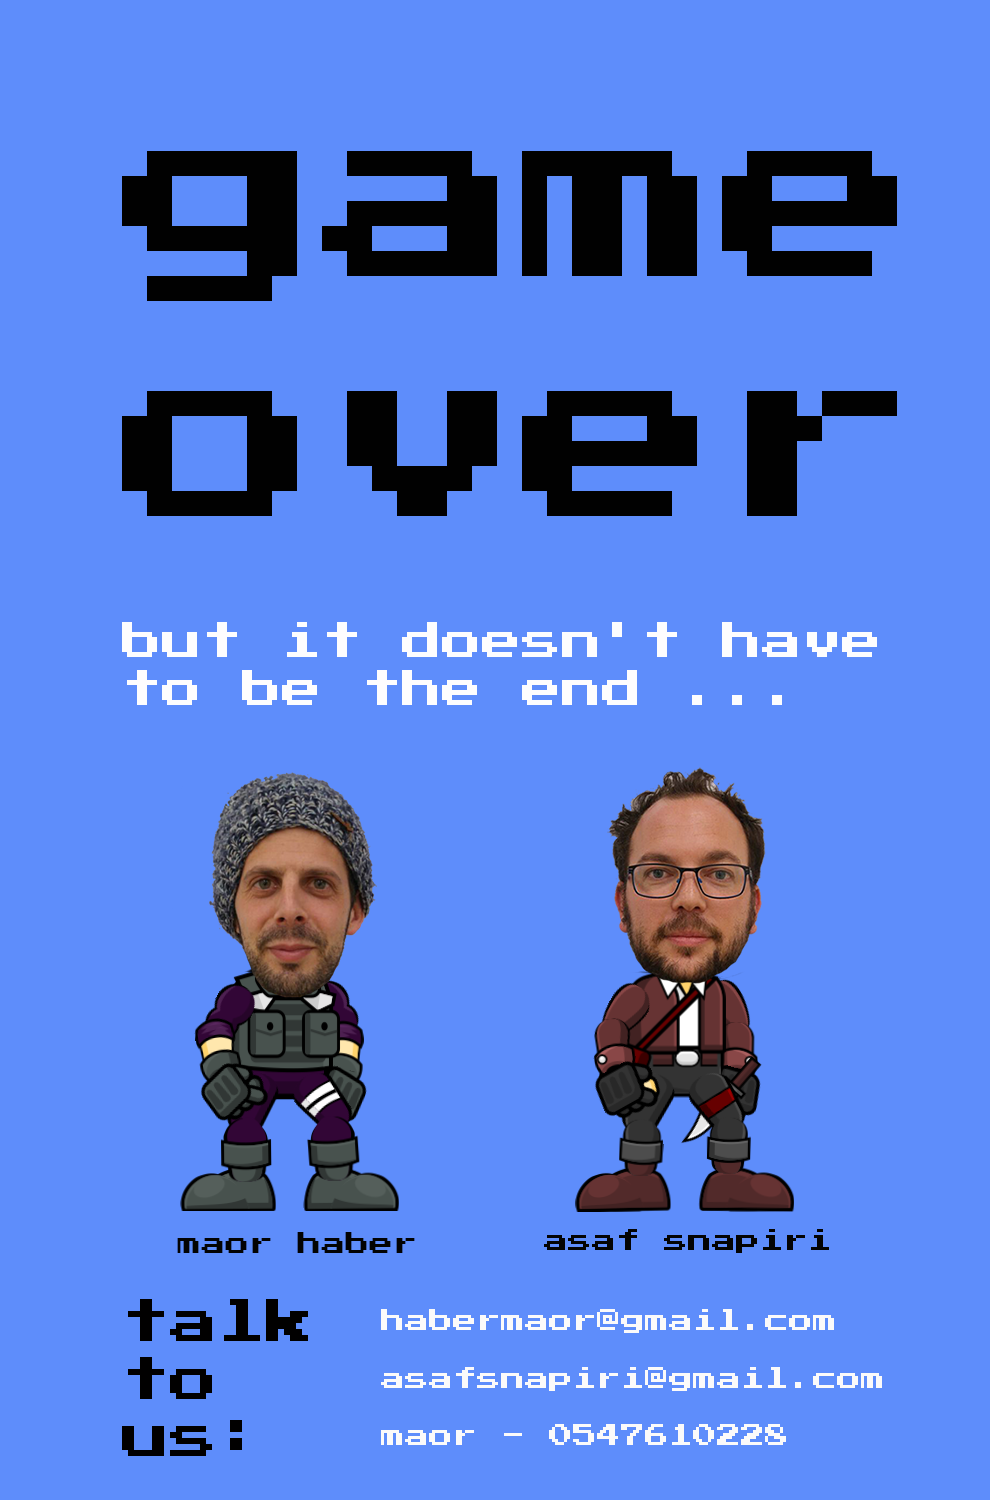 game
over
but it doesn't have
to be the end ...
maor haber
asaf snapiri
talk
to
us:
habermaor@gmail.com
asafsnapiri@gmail.com
maor - 0547610228